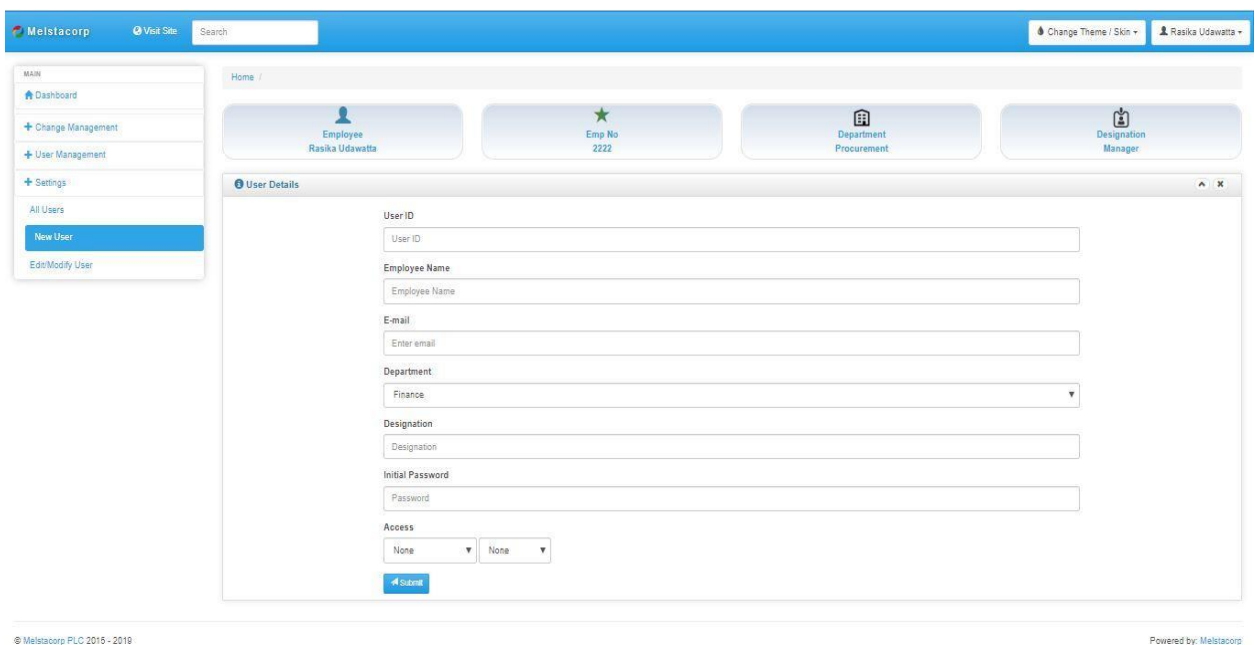 Melstacorp Visit Site Search Change Theme / Skin Rasika Udawatta
MAIN
Dashboard
Change Management
User Management
Settings
All Users
New User
Edit/Modify User
Home /
Employee
Rasika Udawatta
Emp No
2222
Department
Procurement
Designation
Manager
User Details
User ID
User ID
Employee Name
Employee Name
E-mail
Enter email
Department
Finance
Designation
Designation
Initial Password
Password
Access
None None
Submit
© Melstacorp PLC 2015 - 2019 Powered by: Melstacorp